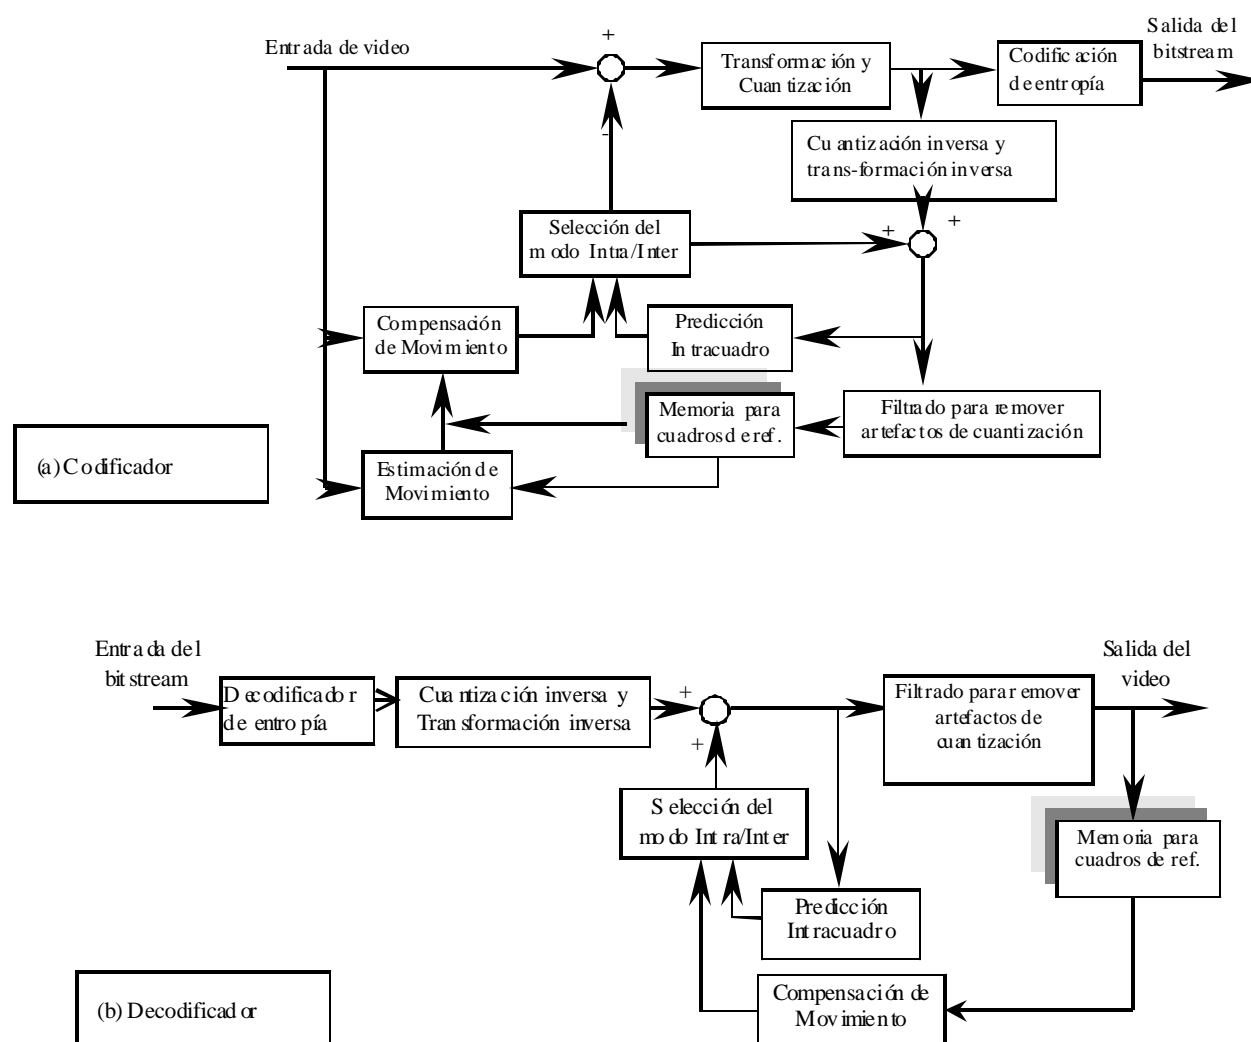 Entrada de video
+
Transformación y
Cuantización
Codificación
de entropía
Salida del
bitstream
-
Cuantización inversa y
trans-formación inversa
Selección del
modo Intra/Inter
+
+
Compensación
de Movimiento
Predicción
Intracuadro
Memoria para
cuadros de ref.
Filtrado para remover
artefactos de cuantización
(a) Codificador
Estimación de
Movimiento
Entrada del
bitstream
Decodificador
de entropía
Cuantización inversa y
Transformación inversa
+
+
Filtrado para remover
artefactos de
cuantización
Salida del
video
Selección del
modo Intra/Inter
Memoria para
cuadros de ref.
Predicción
Intracuadro
(b) Decodificador
Compensación de
Movimiento